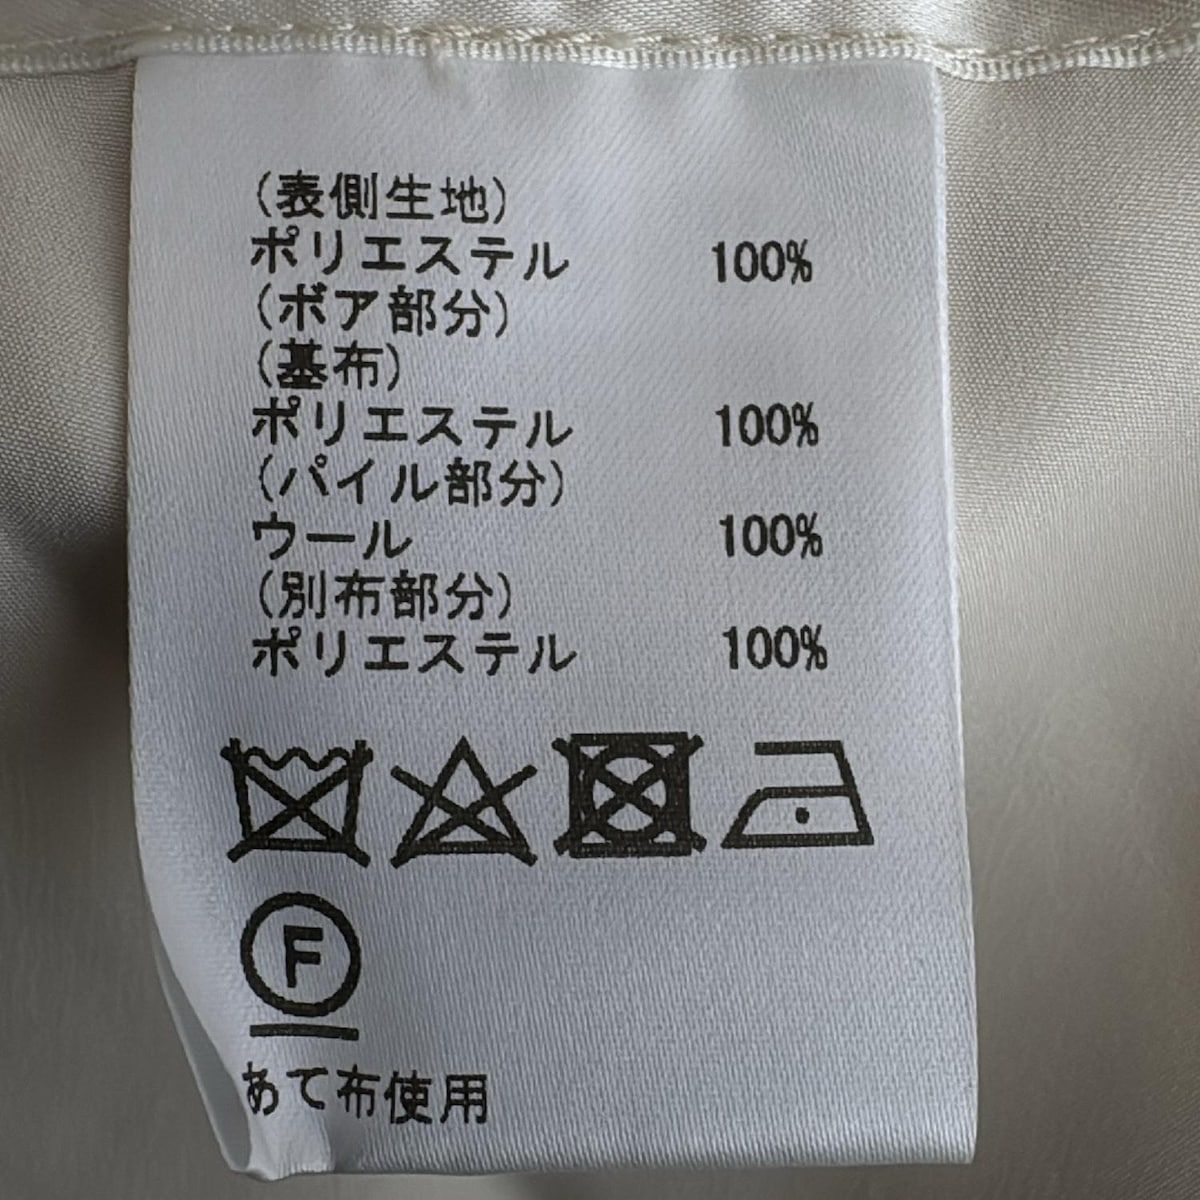 (表側生地)
ポリエステル 100%
(ボア部分)
(基布)
ポリエステル 100%
(パイル部分)
ウール 100%
(別布部分)
ポリエステル 100%
F
あて布使用